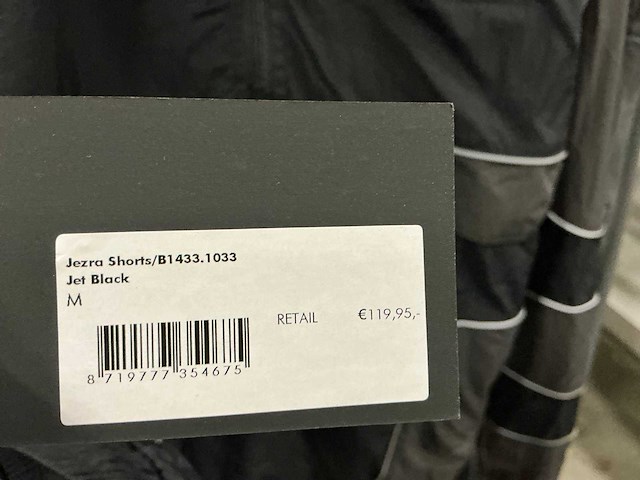 Jezra Shorts/B1433.1033
Jet Black
M
RETAIL €119,95,-
8 719777 354675